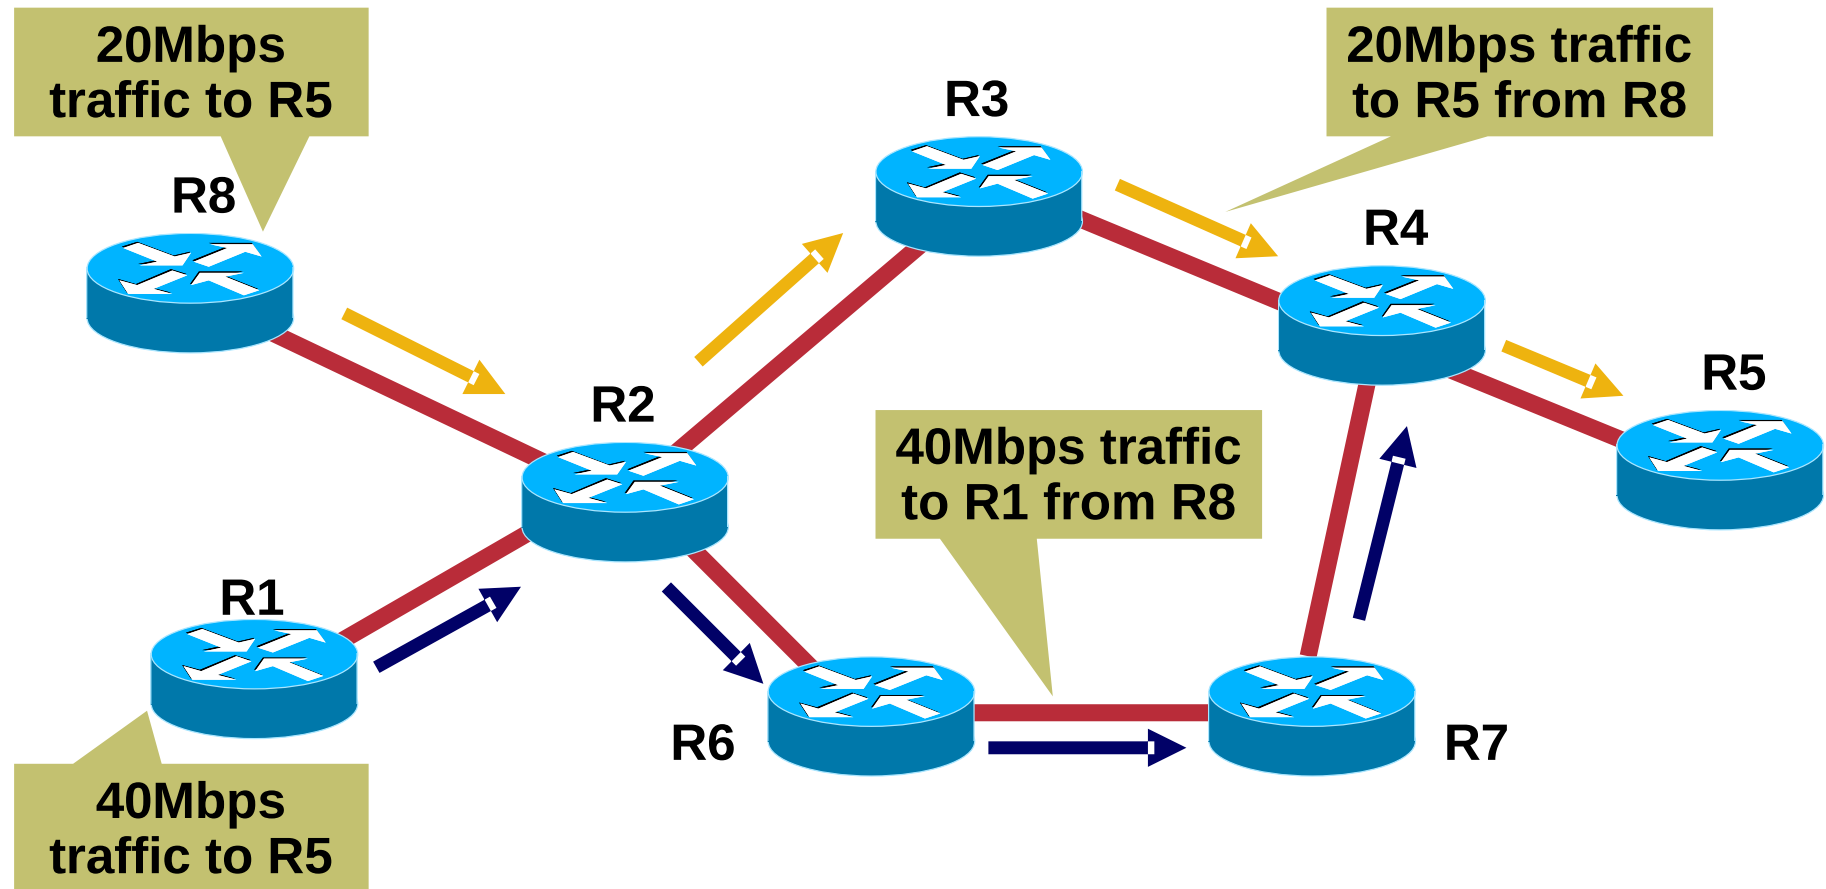 20Mbps
traffic to R5
20Mbps traffic
to R5 from R8
R3
R8
R4
R5
R2
40Mbps traffic
to R1 from R8
R1
R6
R7
40Mbps
traffic to R5